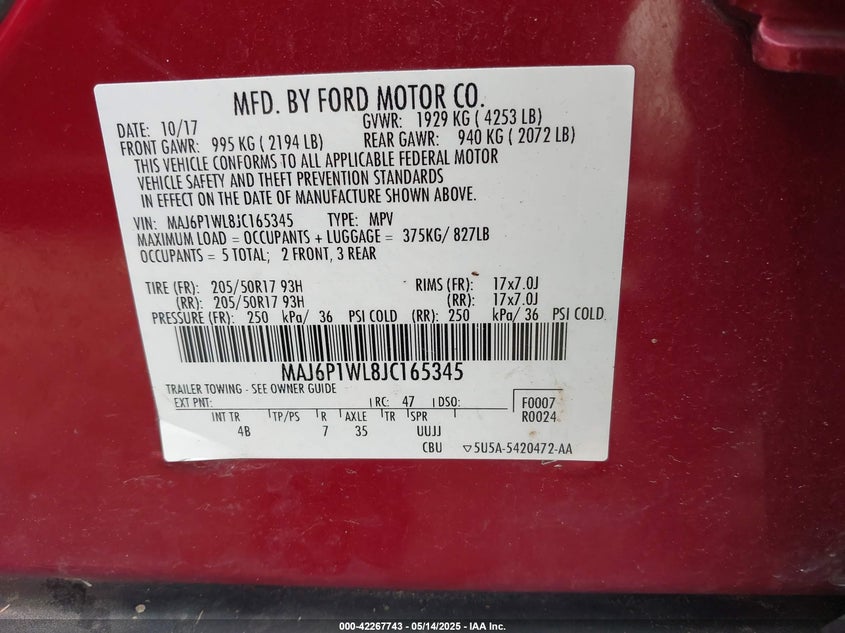 MFD. BY FORD MOTOR CO.
DATE: 10/17 GVWR: 1929 KG ( 4253 LB)
FRONT GAWR: 995 KG ( 2194 LB) REAR GAWR: 940 KG ( 2072 LB)
THIS VEHICLE CONFORMS TO ALL APPLICABLE FEDERAL MOTOR
VEHICLE SAFETY AND THEFT PREVENTION STANDARDS
IN EFFECT ON THE DATE OF MANUFACTURE SHOWN ABOVE.
VIN: MAJ6P1WL8JC165345 TYPE: MPV
MAXIMUM LOAD = OCCUPANTS + LUGGAGE = 375KG/ 827LB
OCCUPANTS = 5 TOTAL; 2 FRONT, 3 REAR
TIRE (FR): 205/50R17 93H RIMS (FR): 17x7.0J
(RR): 205/50R17 93H (RR): 17x7.0J
PRESSURE (FR): 250 kPa/ 36 PSI COLD (RR): 250 kPa/ 36 PSI COLD
MAJ6P1WL8JC165345
TRAILER TOWING - SEE OWNER GUIDE
EXT PNT: RC: 47 DSO: F0007
INT TR TP/PS R AXLE TR SPR R0024
4B 7 35 UUJJ
CBU ▽5U5A-5420472-AA
000-42267743 / 05/14/2025 - IAA Inc.